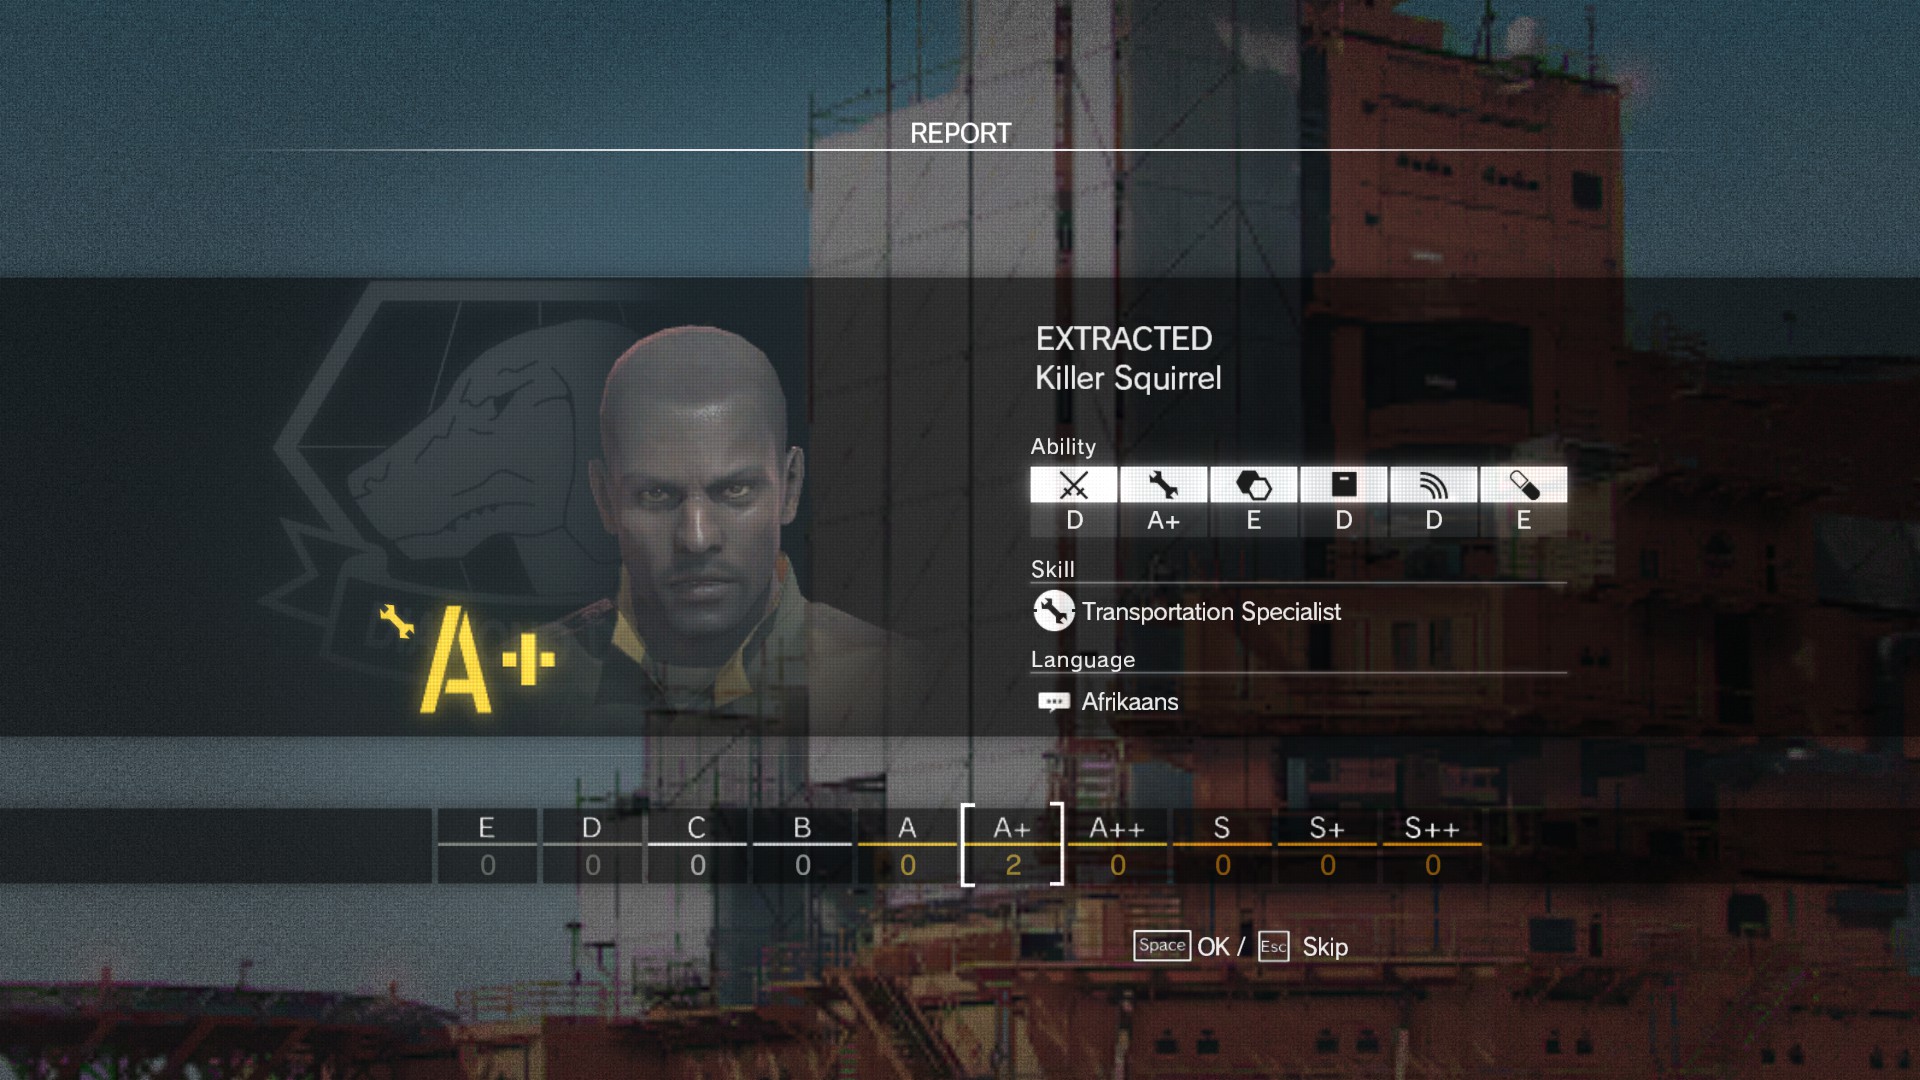 REPORT
EXTRACTED
Killer Squirrel
Ability
D A+ E D D E
Skill
Transportation Specialist
Language
Afrikaans
A+
E D C B A A+ A++ S S+ S++
0 0 0 0 0 2 0 0 0 0
Space OK / Esc Skip